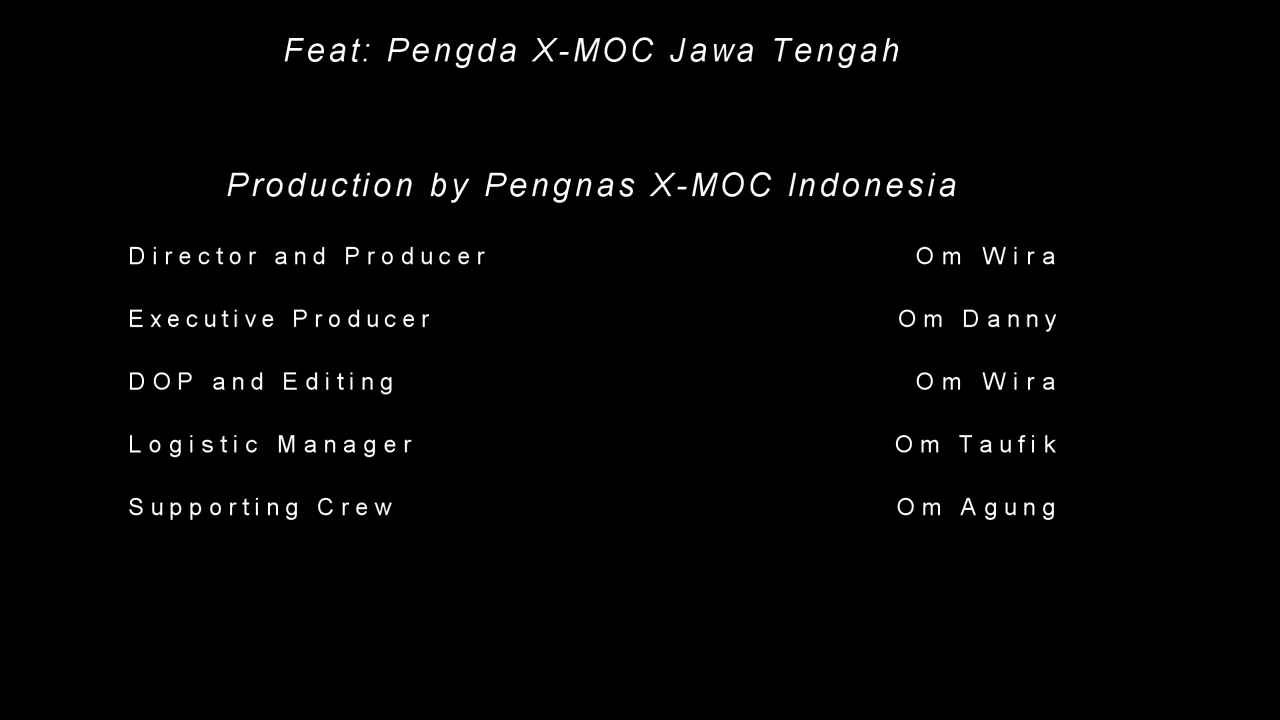 Feat: Pengda X-MOC Jawa Tengah
Production by Pengnas X-MOC Indonesia
Director and Producer Om Wira
Executive Producer Om Danny
DOP and Editing Om Wira
Logistic Manager Om Taufik
Supporting Crew Om Agung